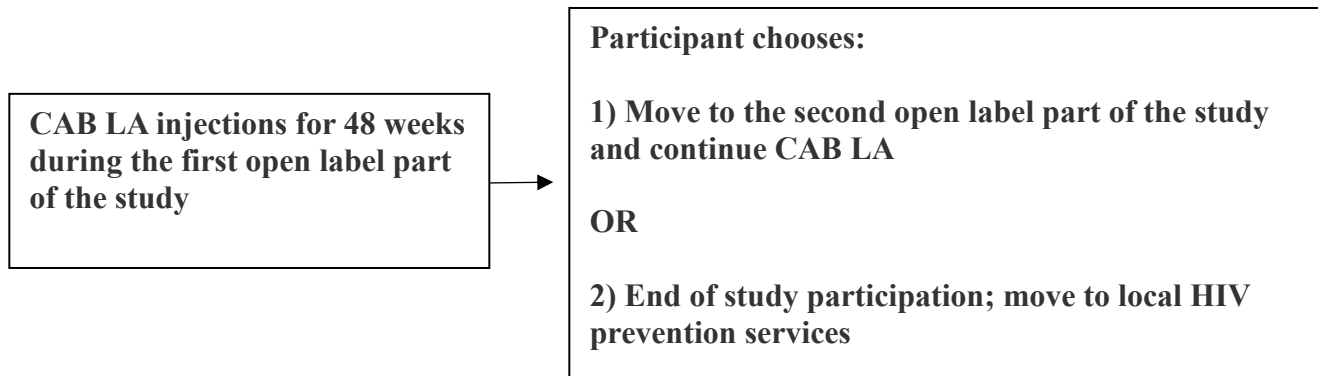 CAB LA injections for 48 weeks
during the first open label part
of the study
Participant chooses:
1) Move to the second open label part of the study
and continue CAB LA
OR
2) End of study participation; move to local HIV
prevention services